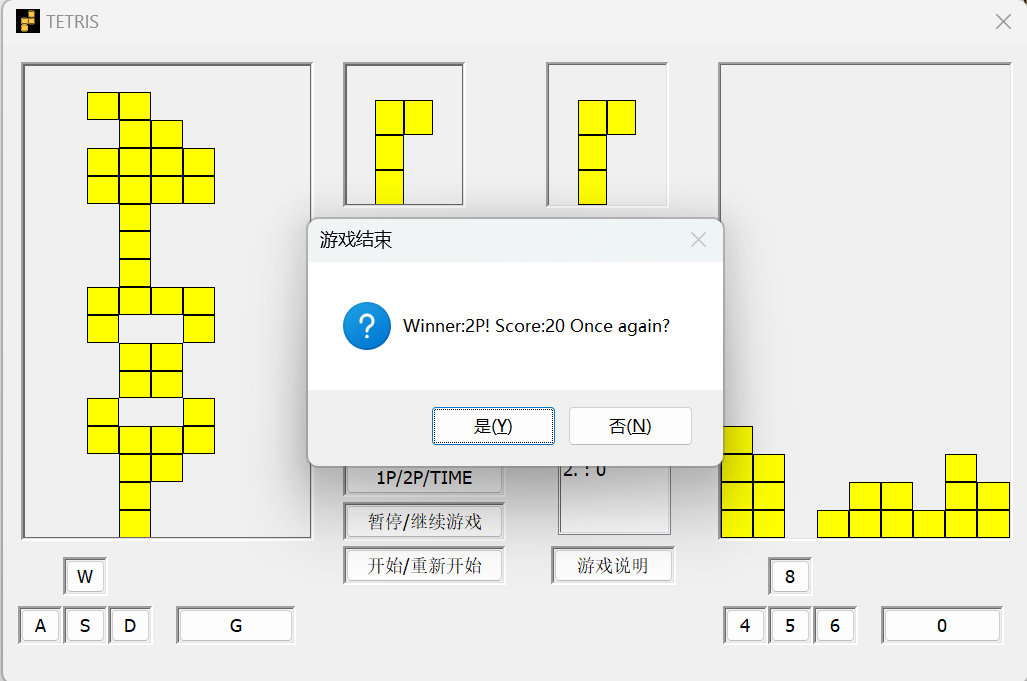 TETRIS
游戏结束
Winner:2P! Score:20 Once again?
是(Y)
否(N)
2. : 0
1P/2P/TIME
暂停/继续游戏
开始/重新开始
游戏说明
W
8
A
S
D
G
4
5
6
0